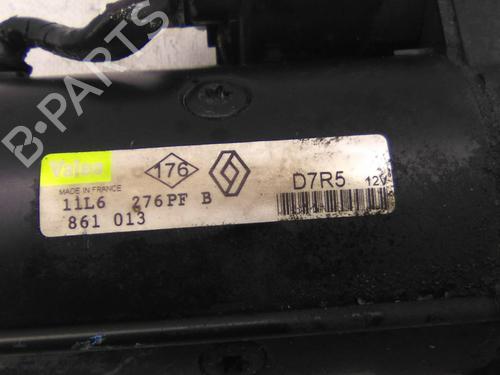 Valeo
176
MADE IN FRANCE
11L6 276PF B
861 013
D7R5 12V
B-PARTS